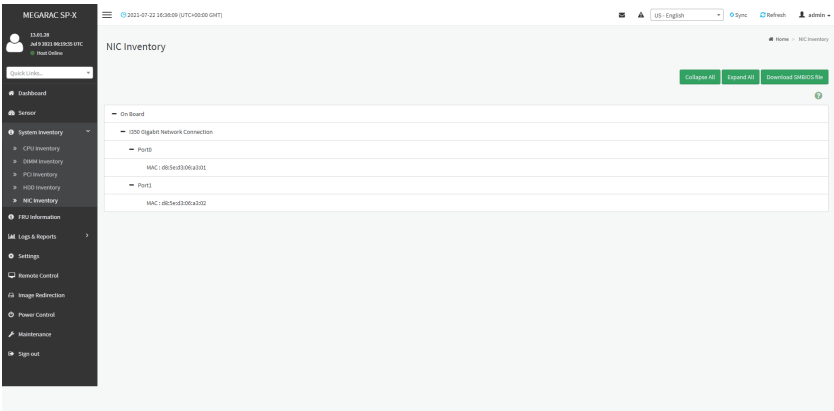 MEGARAC SP-X
2021-07-22 16:36:09 (UTC+00:00 GMT)
US - English
Sync
Refresh
admin
13.01.20
Jul 9 2021 06:19:35 UTC
Host Online
Quick Links...
Dashboard
Sensor
System Inventory
CPU Inventory
DIMM Inventory
PCI Inventory
HDD Inventory
NIC Inventory
FRU Information
Logs & Reports
Settings
Remote Control
Image Redirection
Power Control
Maintenance
Sign out
NIC Inventory
Home > NIC Inventory
Collapse All
Expand All
Download SMBIOS file
On Board
I350 Gigabit Network Connection
Port0
MAC : d8:5e:d3:06:a3:01
Port1
MAC : d8:5e:d3:06:a3:02